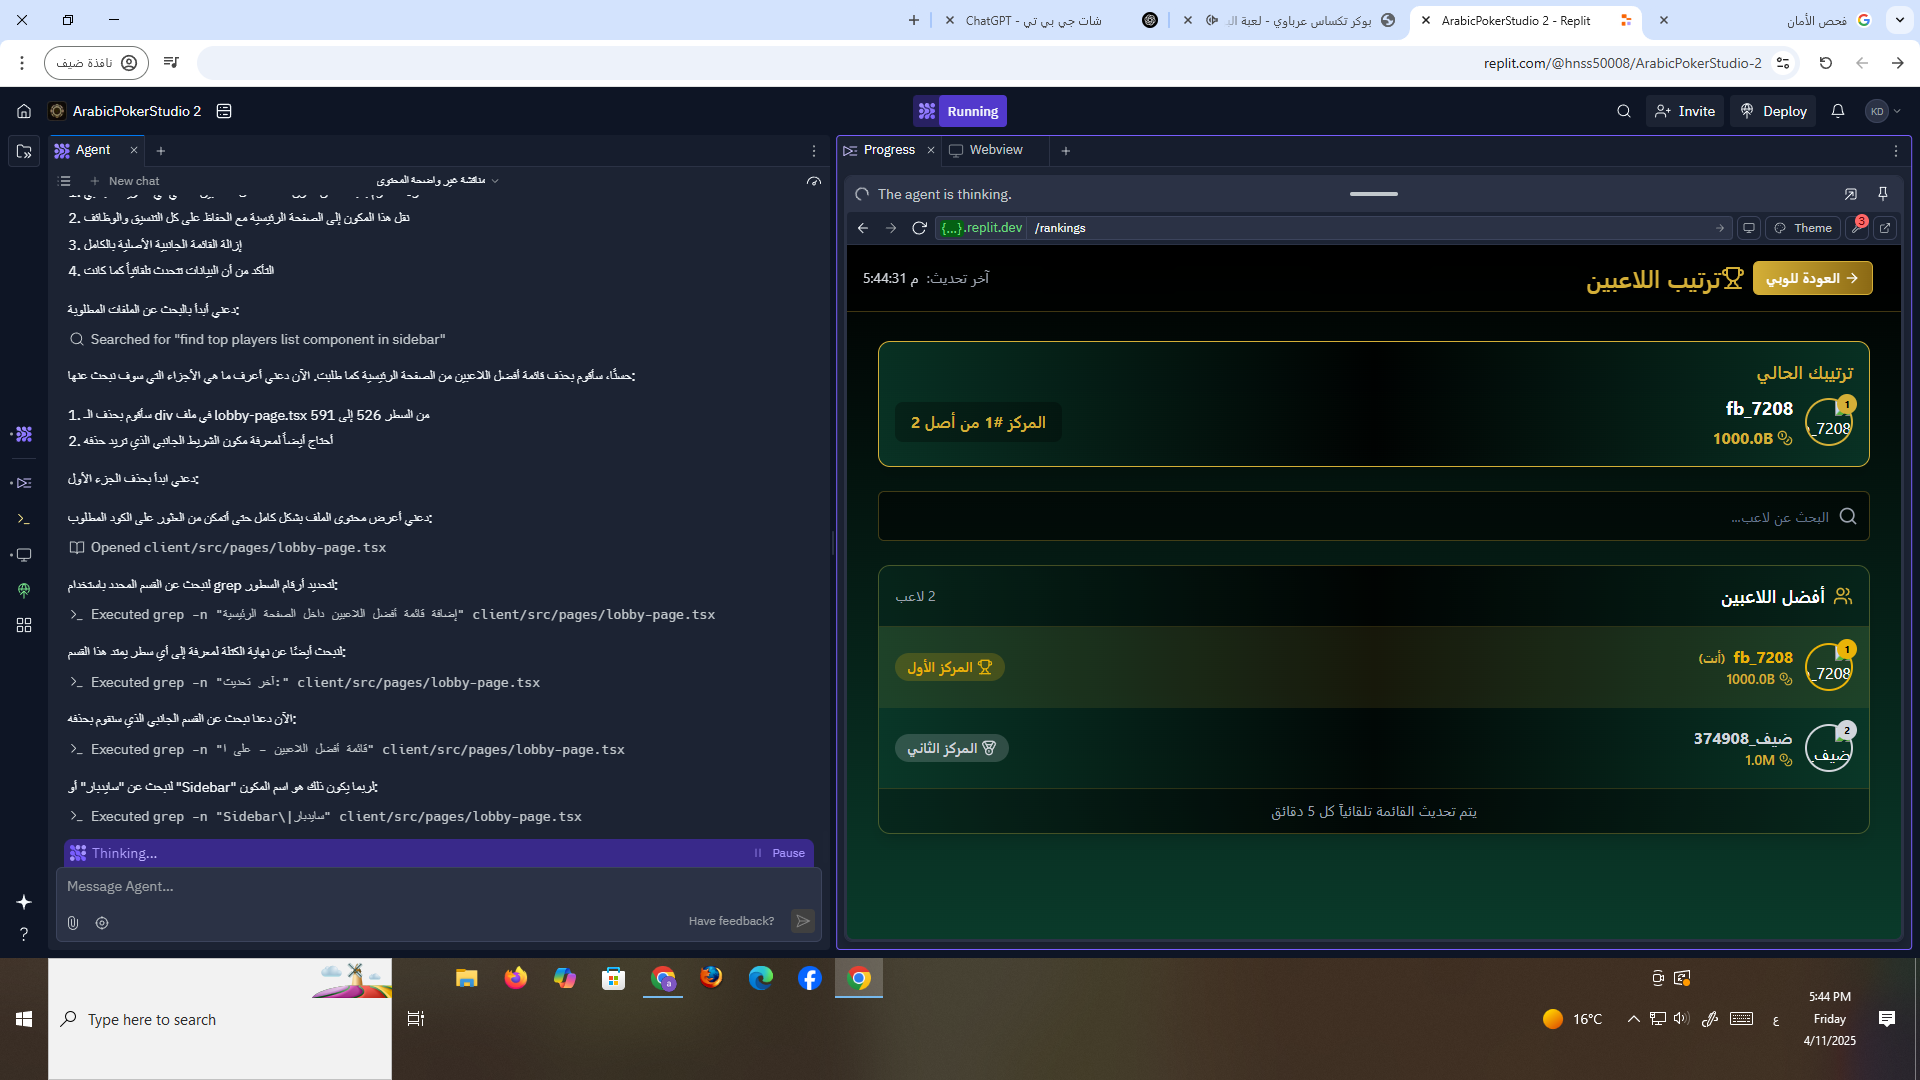 فحص الأمان
ArabicPokerStudio 2 - Replit
بوكر تكساس عرباوي - لعبة الب
شات جي بي تي - ChatGPT
نافذة ضيف
replit.com/@hnss50008/ArabicPokerStudio-2
ArabicPokerStudio 2
Running
Invite
Deploy
KD
Agent
Progress
Webview
New chat
مناقشة غير واضحة المحتوى
The agent is thinking.
{...}.replit.dev
/rankings
Theme
3
2. نقل هذا المكون إلى الصفحة الرئيسية مع الحفاظ على كل التنسيق والوظائف
3. إزالة القائمة الجانبية الأصلية بالكامل
4. التأكد من أن البيانات تتحدث تلقائياً كما كانت
دعني أبدأ بالبحث عن الملفات المطلوبة:
Searched for "find top players list component in sidebar"
حسنًا، سأقوم بحذف قائمة أفضل اللاعبين من الصفحة الرئيسية كما طلبت. الآن دعني أعرف ما هي الأجزاء التي سوف نبحث عنها:
1. سأقوم بحذف الـ div في ملف lobby-page.tsx من السطر 526 إلى 591
2. أحتاج أيضاً لمعرفة مكون الشريط الجانبي الذي تريد حذفه
دعني ابدأ بحذف الجزء الأول:
دعني أعرض محتوى الملف بشكل كامل حتى أتمكن من العثور على الكود المطلوب:
Opened client/src/pages/lobby-page.tsx
لنبحث عن القسم المحدد باستخدام grep لتحديد أرقام السطور:
Executed grep -n "إضافة قائمة أفضل اللاعبين داخل الصفحة الرئيسية" client/src/pages/lobby-page.tsx
لنبحث أيضًا عن نهاية الكتلة لمعرفة إلى أي سطر يمتد هذا القسم:
Executed grep -n "آخر تحديث:" client/src/pages/lobby-page.tsx
الآن دعنا نبحث عن القسم الجانبي الذي سنقوم بحذفه:
Executed grep -n "قائمة أفضل اللاعبين - على ا" client/src/pages/lobby-page.tsx
لنبحث عن "سايدبار" أو "Sidebar" لربما يكون ذلك هو اسم المكون:
Executed grep -n "Sidebar\|سايدبار" client/src/pages/lobby-page.tsx
Thinking...
Pause
Message Agent...
Have feedback?
العودة للوبي
ترتيب اللاعبين
آخر تحديث: 5:44:31 م
ترتيبك الحالي
1
fb_7208
1000.0B
المركز #1 من أصل 2
البحث عن لاعب...
أفضل اللاعبين
2 لاعب
1
fb_7208 (أنت)
1000.0B
المركز الأول
2
ضيف_374908
1.0M
المركز الثاني
يتم تحديث القائمة تلقائياً كل 5 دقائق
Type here to search
16°C
ع
5:44 PM
Friday
4/11/2025